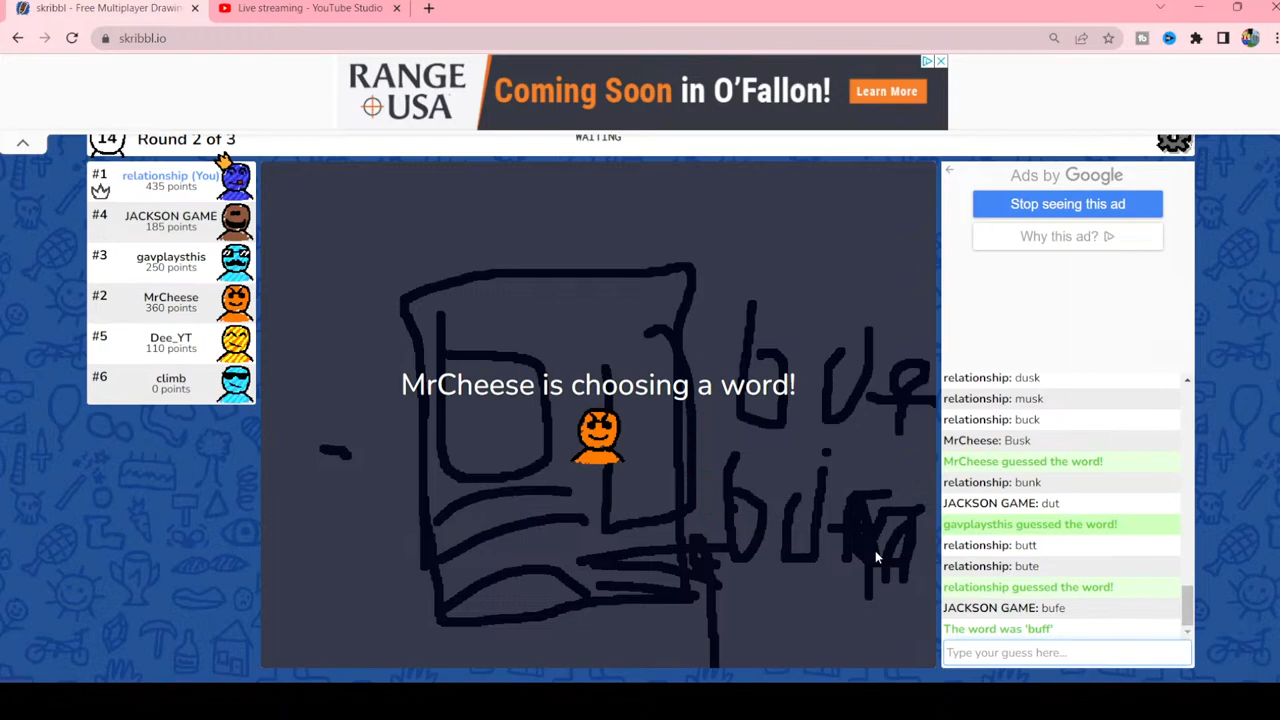 skribbl - Free Multiplayer Drawin
Live streaming - YouTube Studio
skribbl.io
RANGE
USA
Coming Soon in O'Fallon!
Learn More
14
Round 2 of 3
WAITING
#1
relationship (You)
435 points
#4
JACKSON GAME
185 points
#3
gavplaysthis
250 points
#2
MrCheese
360 points
#5
Dee_YT
110 points
#6
climb
0 points
MrCheese is choosing a word!
Ads by Google
Stop seeing this ad
Why this ad?
relationship: dusk
relationship: musk
relationship: buck
MrCheese: Busk
MrCheese guessed the word!
relationship: bunk
JACKSON GAME: dut
gavplaysthis guessed the word!
relationship: butt
relationship: bute
relationship guessed the word!
JACKSON GAME: bufe
The word was 'buff'
Type your guess here...